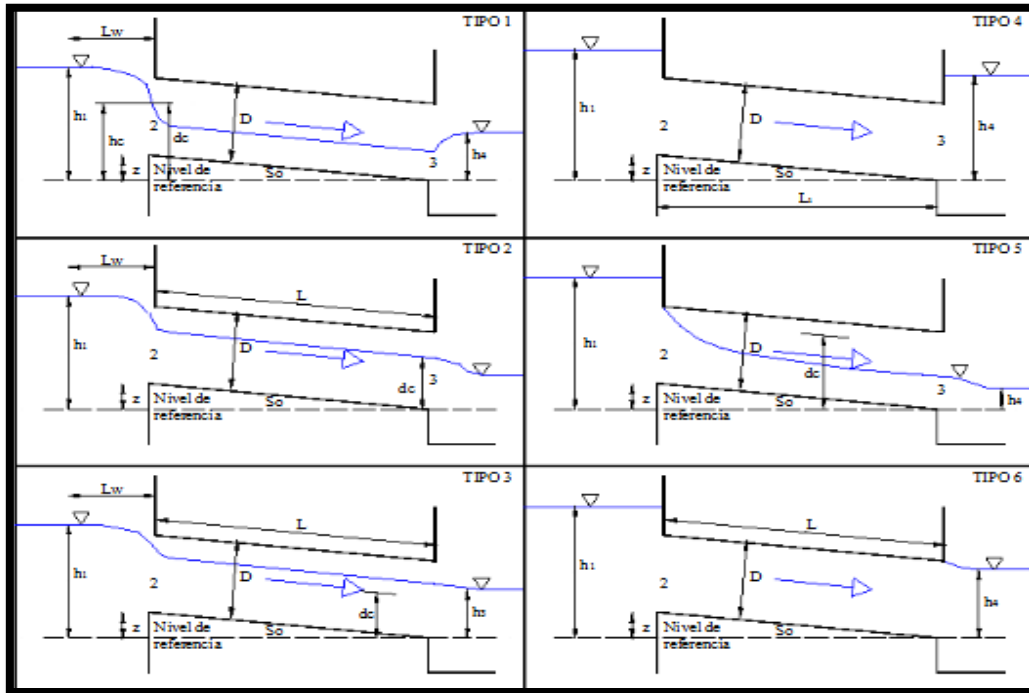 TIPO 1
Lw
h1
hc
2
dc
D
3
h4
z
Nivel de
referencia
So
TIPO 4
h1
2
D
3
h4
z
Nivel de
referencia
So
L
TIPO 2
Lw
L
h1
2
D
3
dc
z
Nivel de
referencia
So
TIPO 5
h1
2
D
dc
3
h4
z
Nivel de
referencia
So
TIPO 3
Lw
L
h1
2
D
dc
h3
z
Nivel de
referencia
So
TIPO 6
L
h1
2
D
h4
z
Nivel de
referencia
So